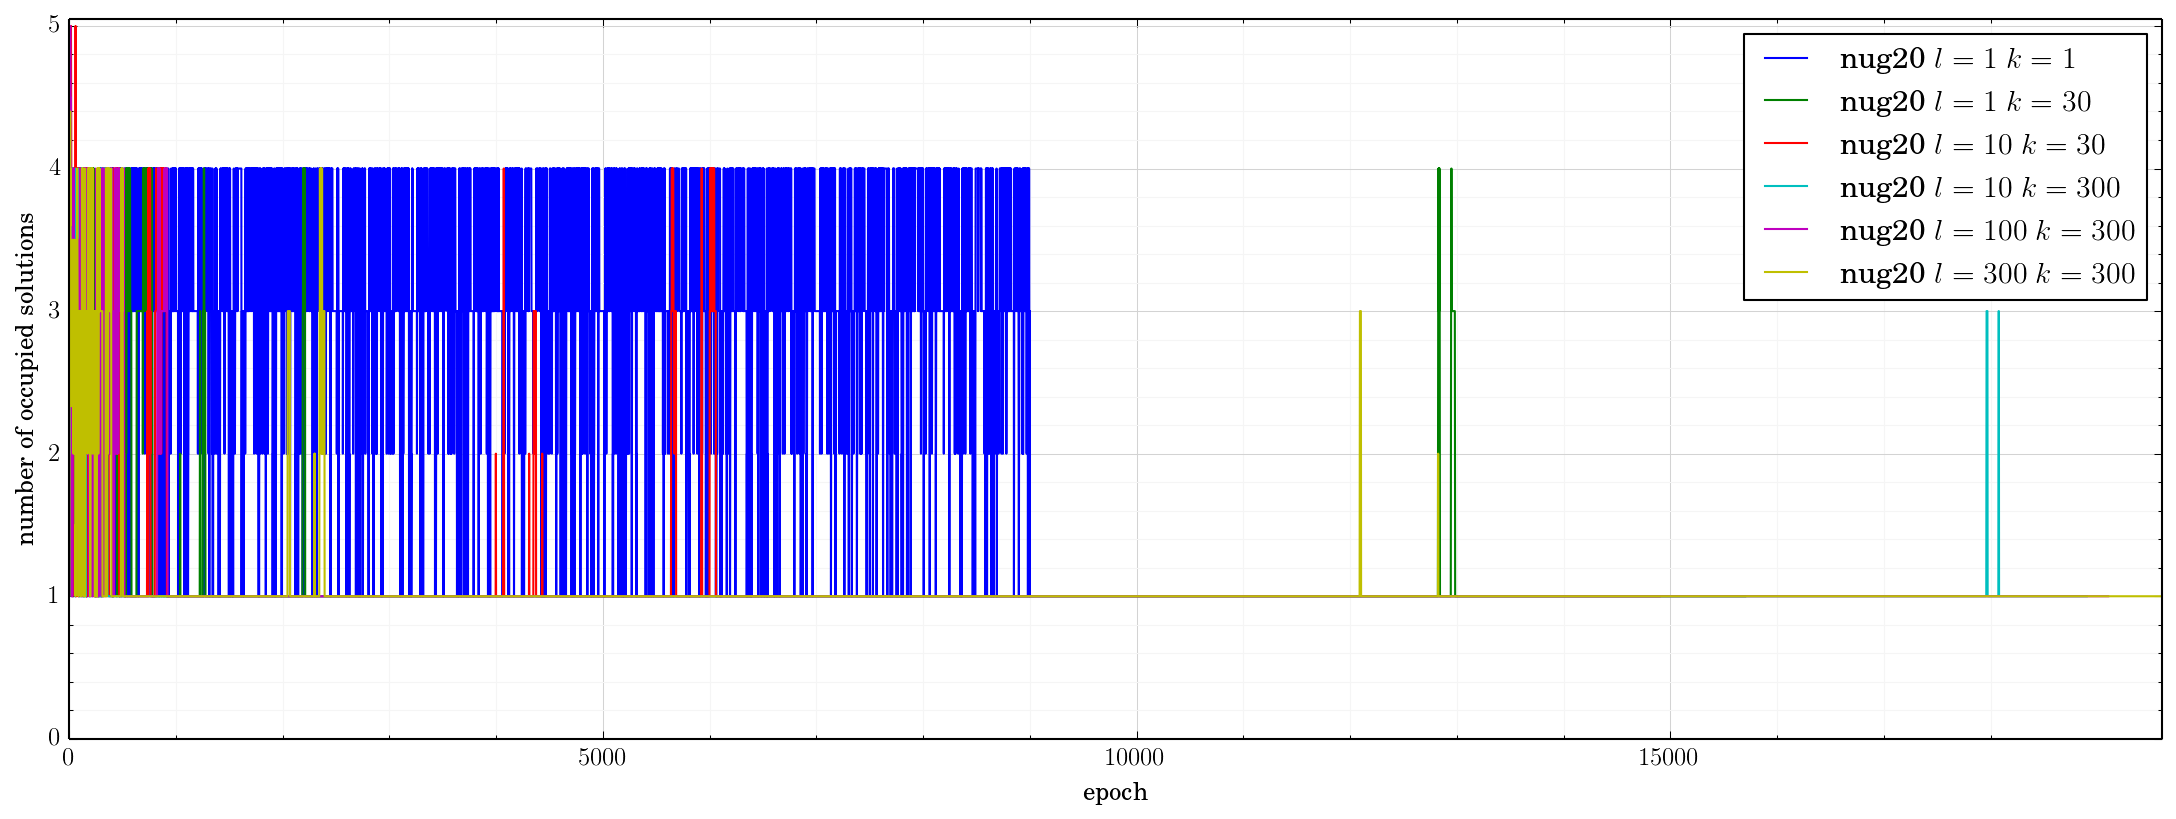 5
4
3
2
1
0
number of occupied solutions
nug20 l = 1 k = 1
nug20 l = 1 k = 30
nug20 l = 10 k = 30
nug20 l = 10 k = 300
nug20 l = 100 k = 300
nug20 l = 300 k = 300
0 5000 10000 15000
epoch